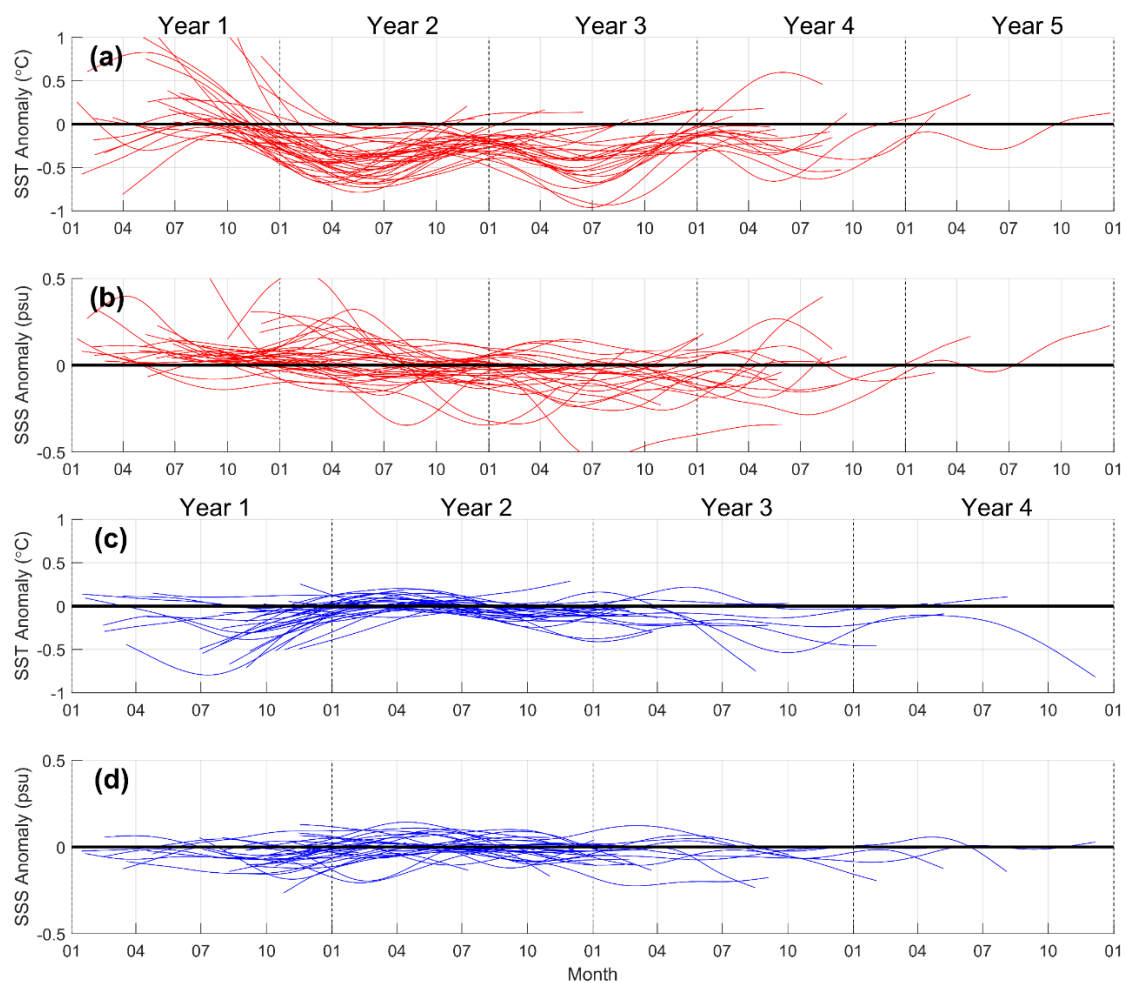 Year 1 Year 2 Year 3 Year 4 Year 5
(a)
SST Anomaly (°C)
1
0.5
0
-0.5
-1
01 04 07 10 01 04 07 10 01 04 07 10 01 04 07 10 01 04 07 10 01
(b)
SSS Anomaly (psu)
0.5
0
-0.5
01 04 07 10 01 04 07 10 01 04 07 10 01 04 07 10 01 04 07 10 01
Year 1 Year 2 Year 3 Year 4
(c)
SST Anomaly (°C)
1
0.5
0
-0.5
-1
01 04 07 10 01 04 07 10 01 04 07 10 01 04 07 10 01
(d)
SSS Anomaly (psu)
0.5
0
-0.5
01 04 07 10 01 04 07 10 01 04 07 10 01 04 07 10 01
Month